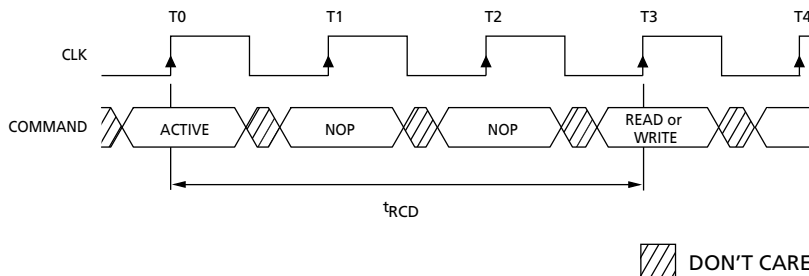 T0 T1 T2 T3 T4
CLK
COMMAND ACTIVE NOP NOP READ or
WRITE
tRCD
DON'T CARE